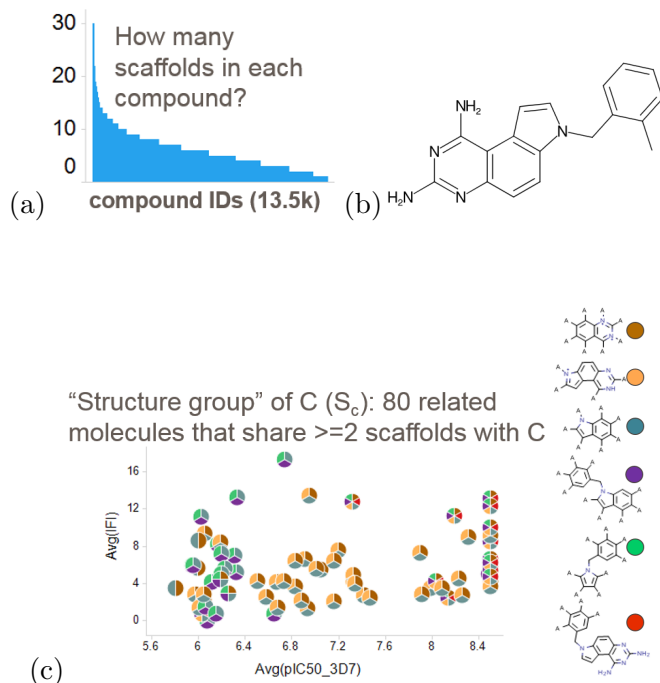 30
20
10
0
How many
scaffolds in each
compound?
compound IDs (13.5k)
(a)
NH₂
N
N
H₂N
N
(b)
"Structure group" of C (S_c): 80 related
molecules that share >=2 scaffolds with C
16
12
8
4
0
Avg(IFI)
5.6 6 6.4 6.8 7.2 7.6 8 8.4
Avg(pIC50_3D7)
(c)